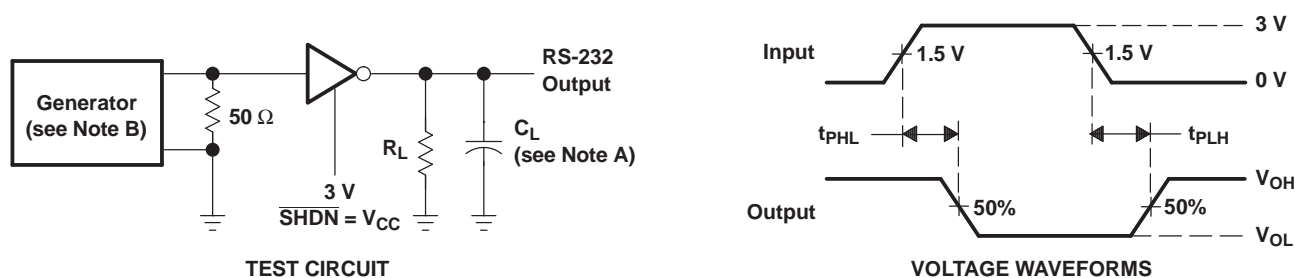 Generator
(see Note B)
50 Ω
3 V
SHDN = VCC
RL
CL
(see Note A)
RS-232
Output
TEST CIRCUIT
Input
1.5 V
1.5 V
3 V
0 V
tPHL
tPLH
Output
50%
50%
VOH
VOL
VOLTAGE WAVEFORMS